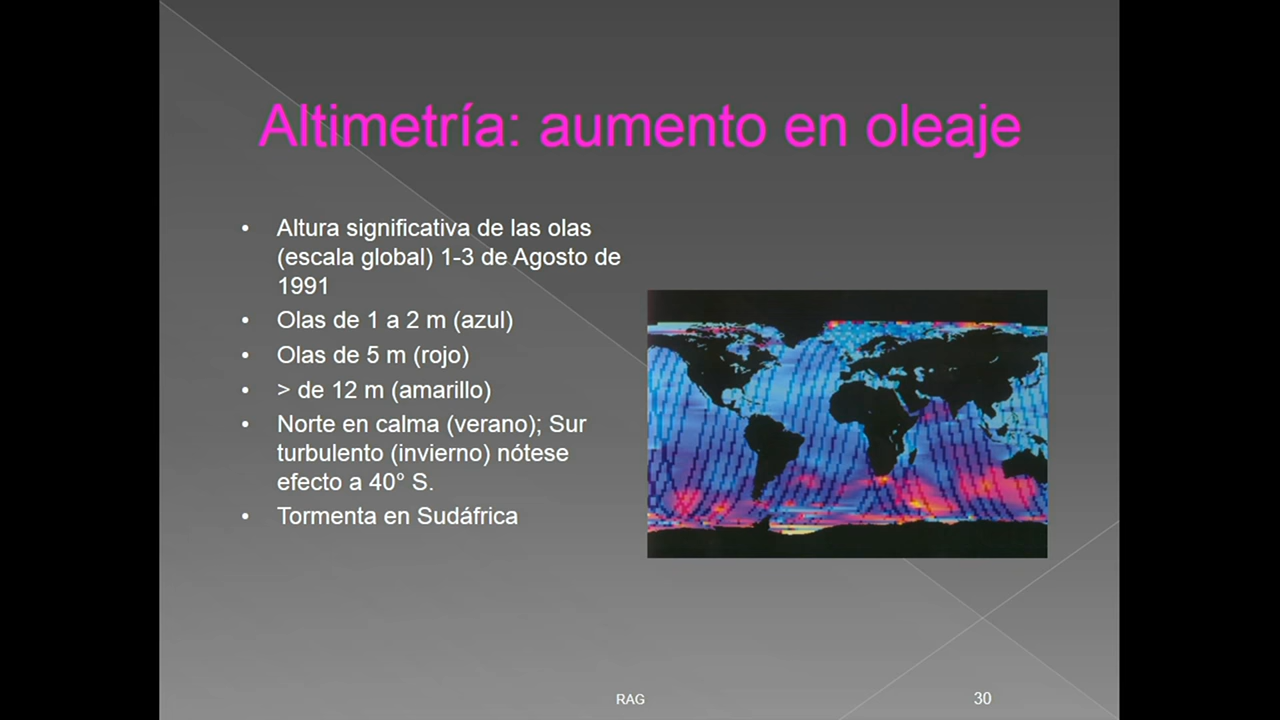 Altimetría: aumento en oleaje
• Altura significativa de las olas
(escala global) 1-3 de Agosto de
1991
• Olas de 1 a 2 m (azul)
• Olas de 5 m (rojo)
• > de 12 m (amarillo)
• Norte en calma (verano); Sur
turbulento (invierno) nótese
efecto a 40° S.
• Tormenta en Sudáfrica
RAG
30